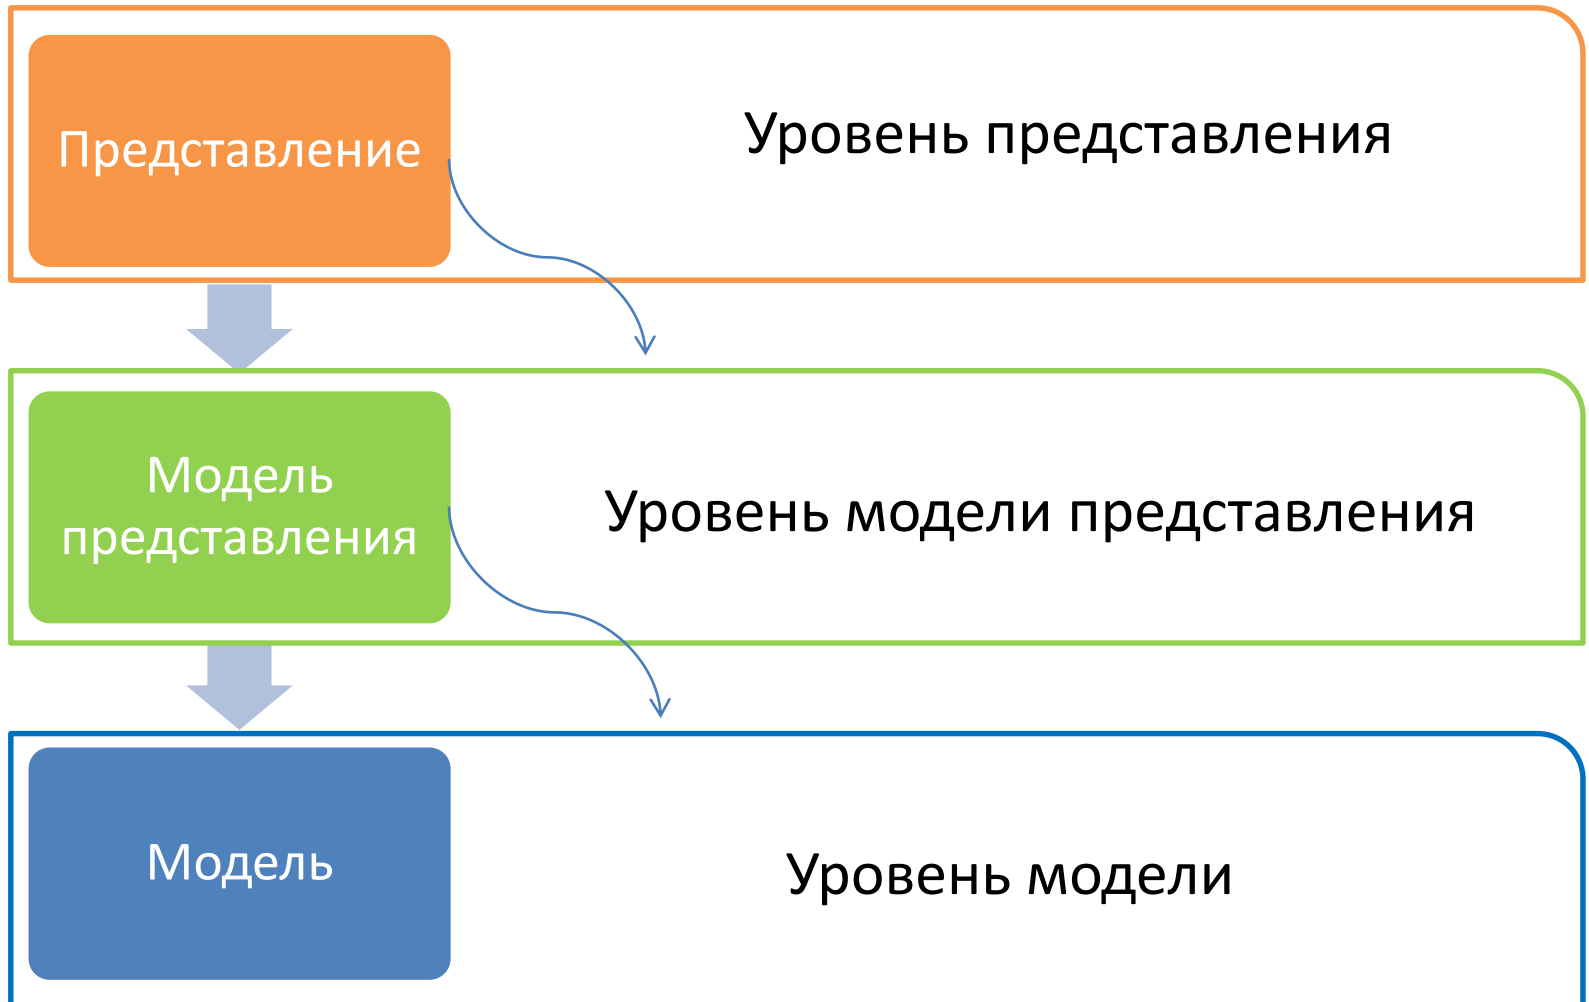 Представление
Уровень представления
Модель
представления
Уровень модели представления
Модель
Уровень модели